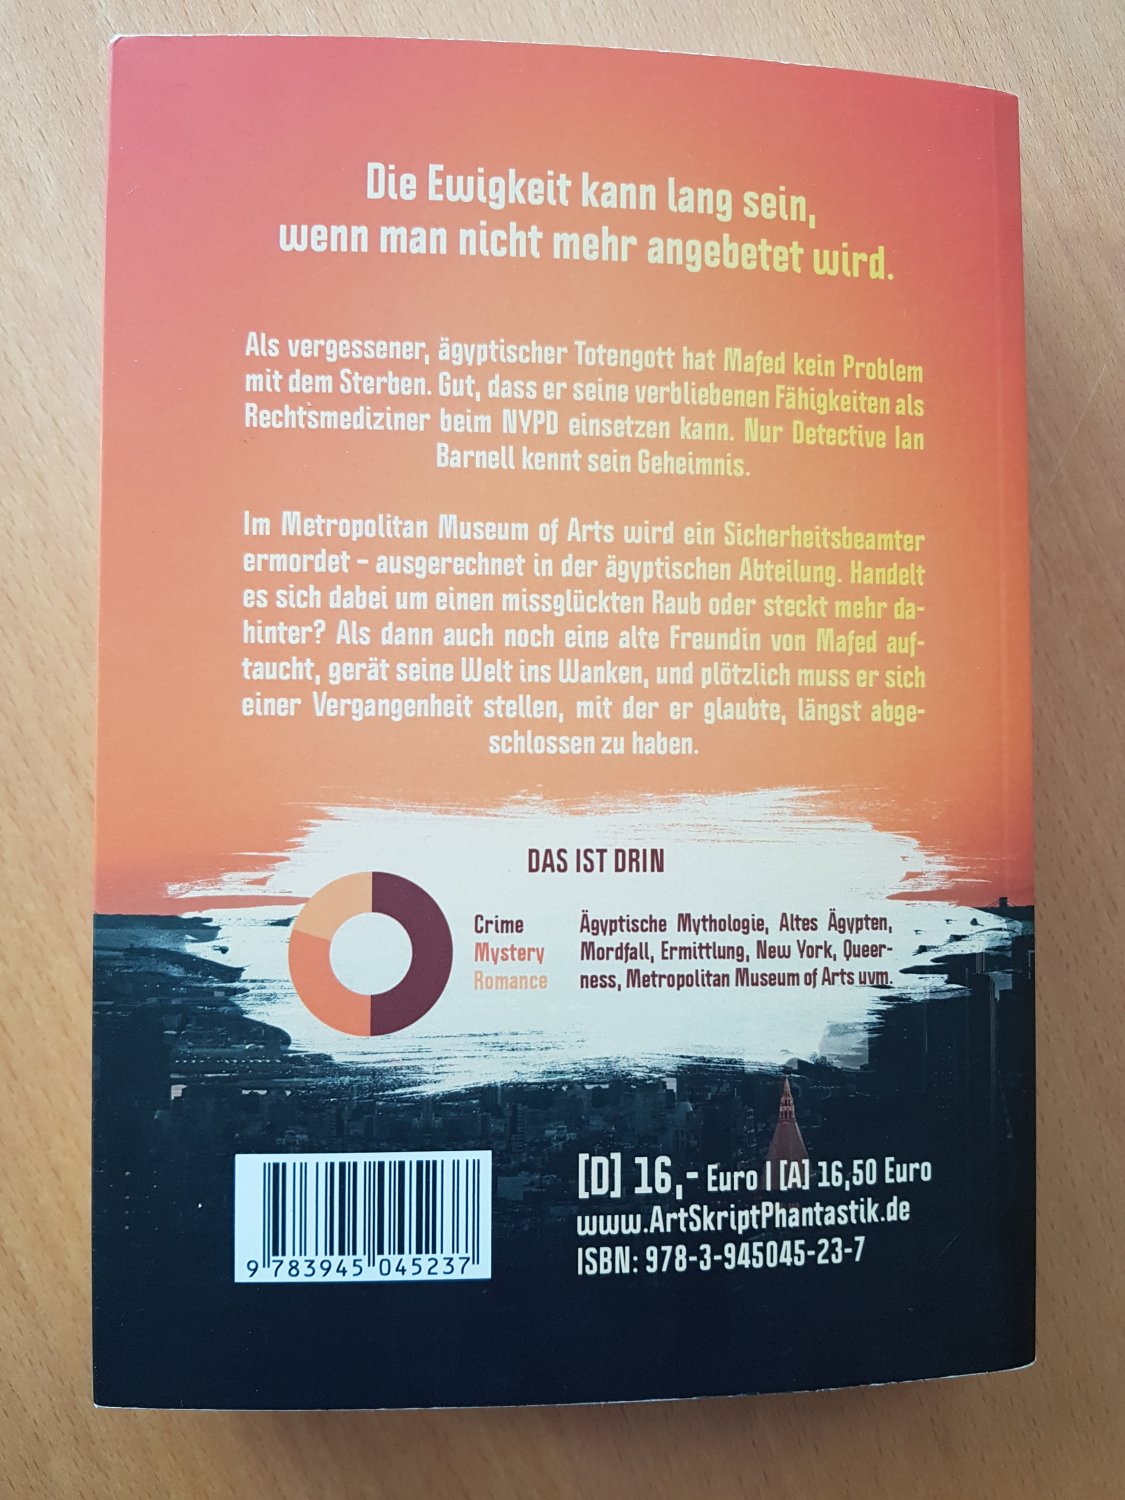 Die Ewigkeit kann lang sein,
wenn man nicht mehr angebetet wird.
Als vergessener, ägyptischer Totengott hat Mafed kein Problem
mit dem Sterben. Gut, dass er seine verbliebenen Fähigkeiten als
Rechtsmediziner beim NYPD einsetzen kann. Nur Detective Ian
Barnell kennt sein Geheimnis.
Im Metropolitan Museum of Arts wird ein Sicherheitsbeamter
ermordet – ausgerechnet in der ägyptischen Abteilung. Handelt
es sich dabei um einen missglückten Raub oder steckt mehr da-
hinter? Als dann auch noch eine alte Freundin von Mafed auf-
taucht, gerät seine Welt ins Wanken, und plötzlich muss er sich
einer Vergangenheit stellen, mit der er glaubte, längst abge-
schlossen zu haben.
DAS IST DRIN
Crime
Mystery
Romance
Ägyptische Mythologie, Altes Ägypten,
Mordfall, Ermittlung, New York, Queer-
ness, Metropolitan Museum of Arts uvm.
[D] 16,- Euro | [A] 16,50 Euro
www.ArtSkriptPhantastik.de
ISBN: 978-3-945045-23-7
9 783945 045237